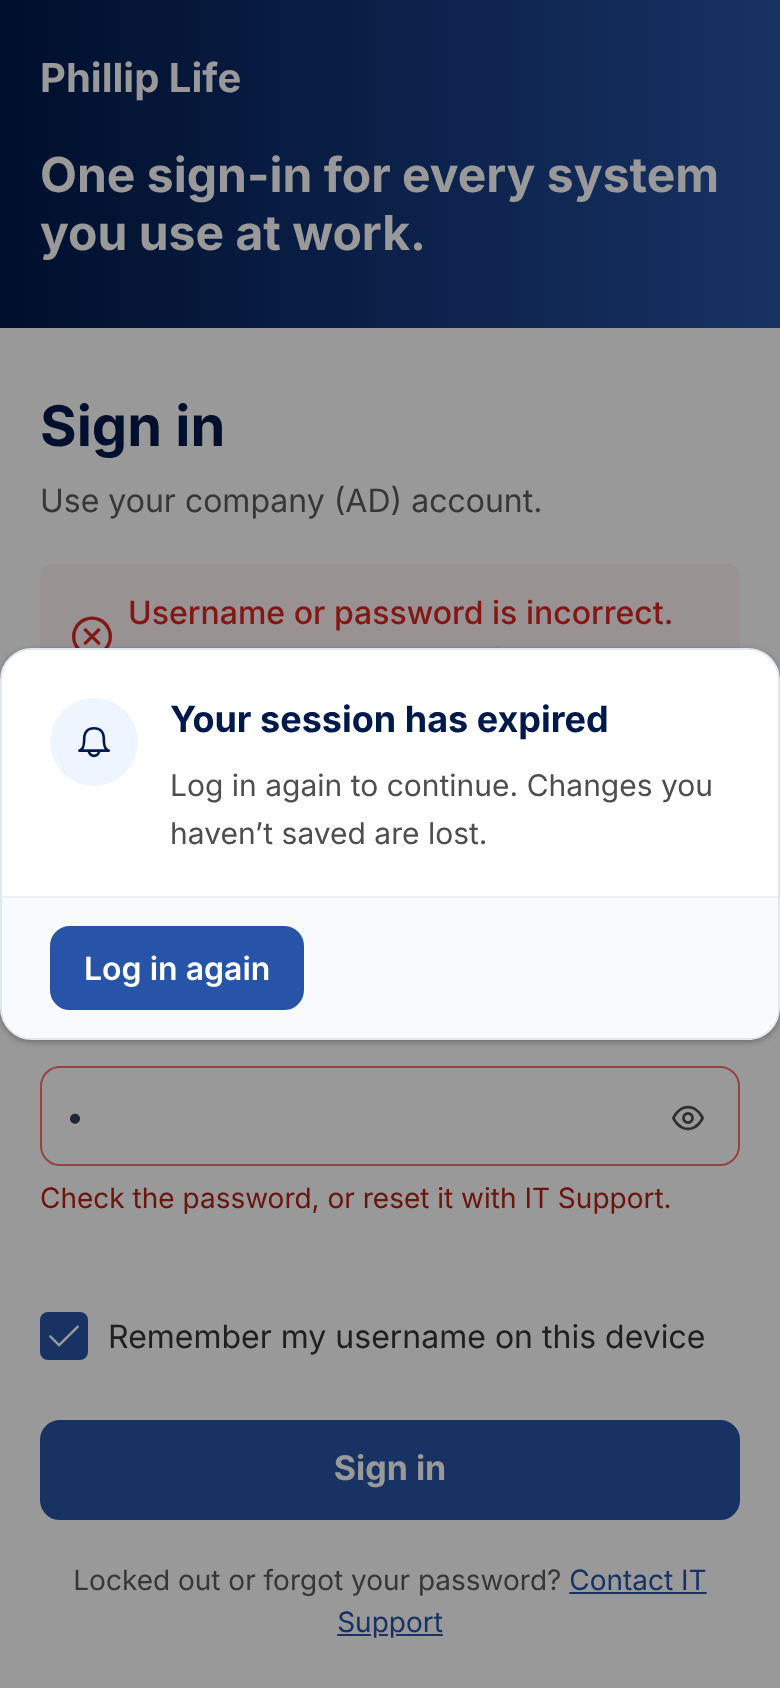 Phillip Life
One sign-in for every system
you use at work.
Sign in
Use your company (AD) account.
Username or password is incorrect.
Your session has expired
Log in again to continue. Changes you
haven’t saved are lost.
Log in again
•
Check the password, or reset it with IT Support.
Remember my username on this device
Sign in
Locked out or forgot your password? Contact IT
Support